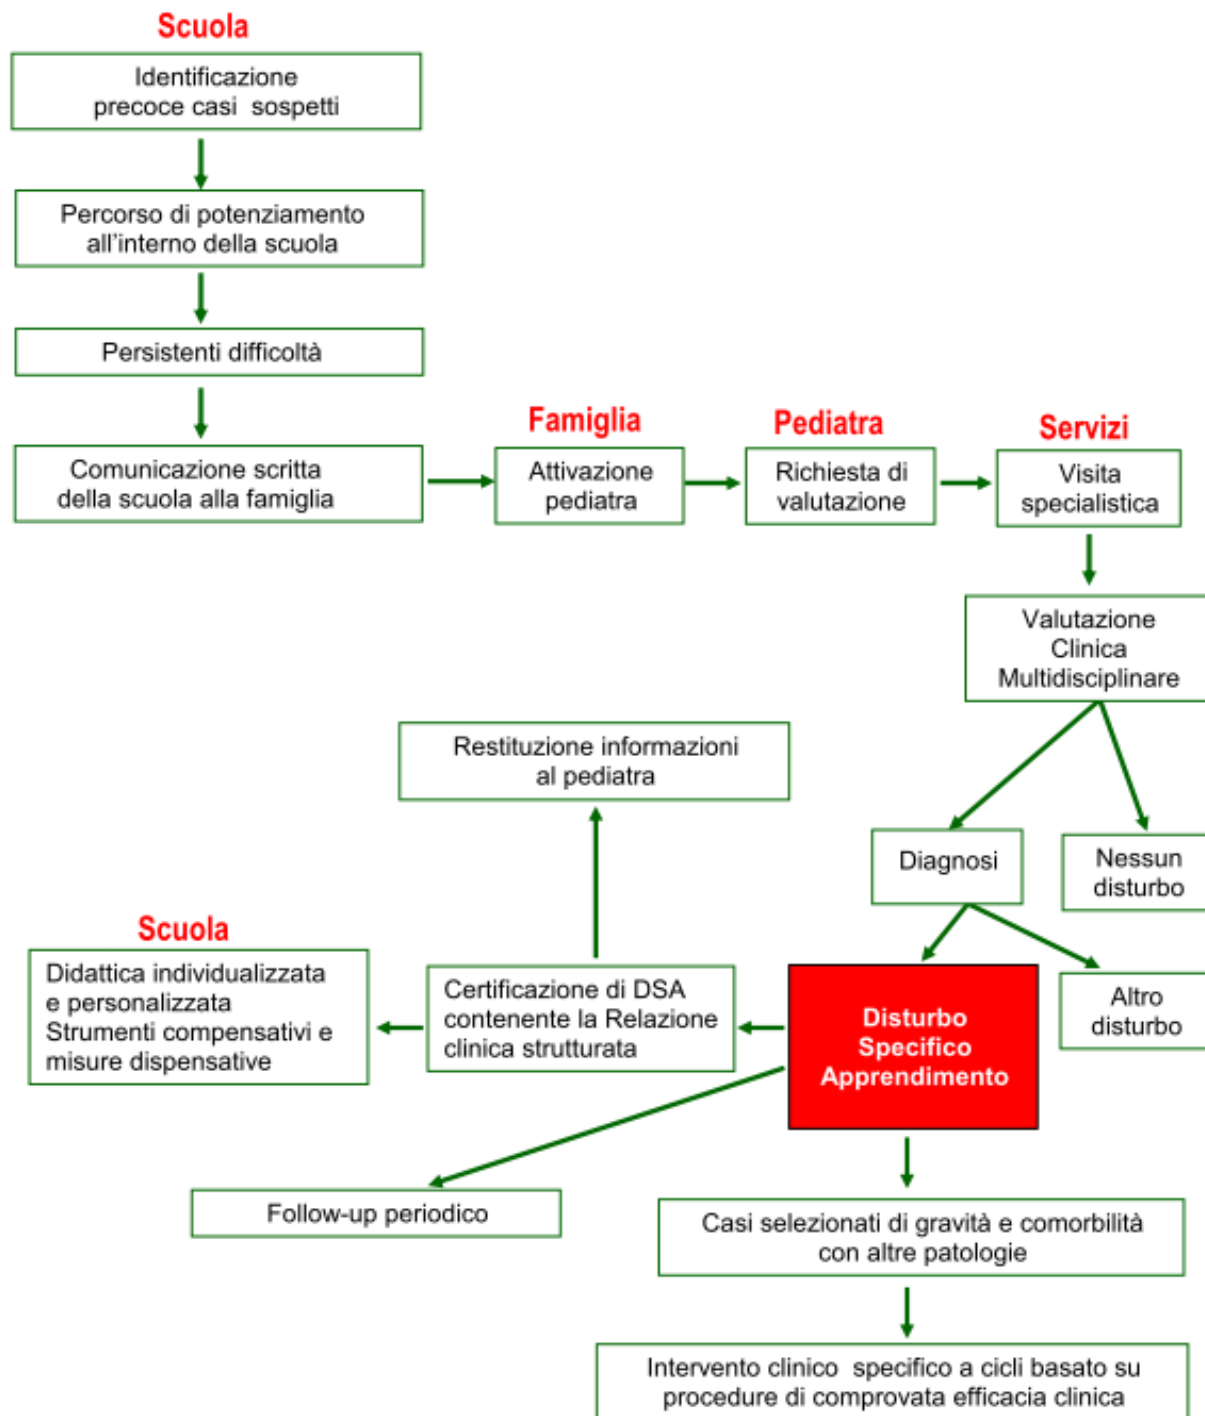 Scuola
Identificazione
precoce casi sospetti
Percorso di potenziamento
all'interno della scuola
Persistenti difficoltà
Comunicazione scritta
della scuola alla famiglia
Famiglia
Attivazione
pediatra
Pediatra
Richiesta di
valutazione
Servizi
Visita
specialistica
Valutazione
Clinica
Multidisciplinare
Diagnosi
Nessun
disturbo
Altro
disturbo
Disturbo
Specifico
Apprendimento
Restituzione informazioni
al pediatra
Certificazione di DSA
contenente la Relazione
clinica strutturata
Scuola
Didattica individualizzata
e personalizzata
Strumenti compensativi e
misure dispensative
Follow-up periodico
Casi selezionati di gravità e comorbilità
con altre patologie
Intervento clinico specifico a cicli basato su
procedure di comprovata efficacia clinica